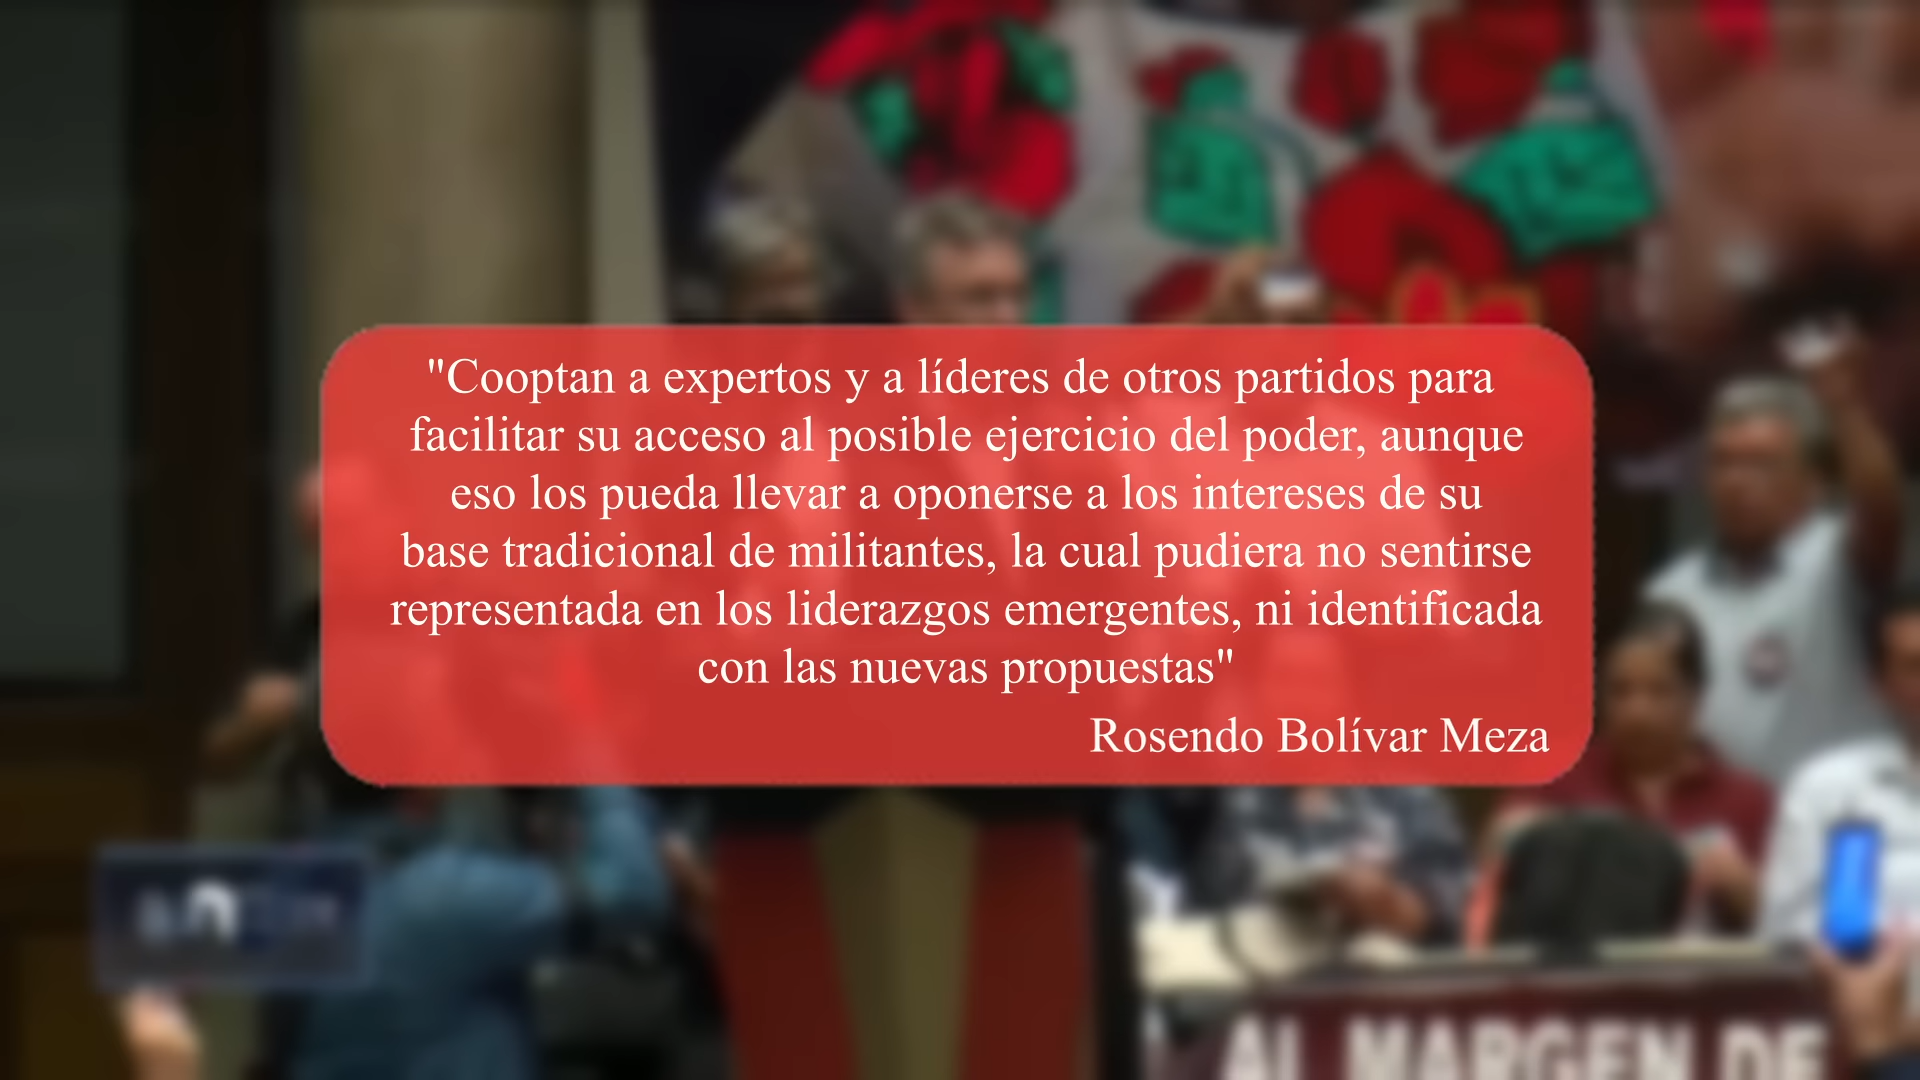 "Cooptan a expertos y a líderes de otros partidos para
facilitar su acceso al posible ejercicio del poder, aunque
eso los pueda llevar a oponerse a los intereses de su
base tradicional de militantes, la cual pudiera no sentirse
representada en los liderazgos emergentes, ni identificada
con las nuevas propuestas"
Rosendo Bolívar Meza
AL MARGEN DE